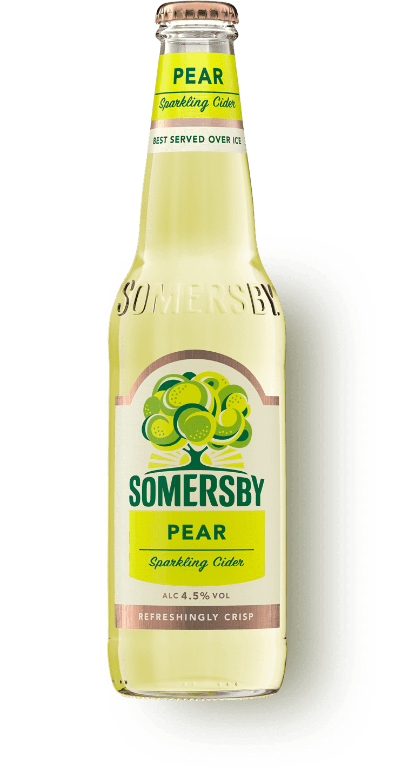 PEAR
Sparkling Cider
BEST SERVED OVER ICE
SOMERSBY
SOMERSBY
PEAR
Sparkling Cider
ALC 4.5% VOL
REFRESHINGLY CRISP